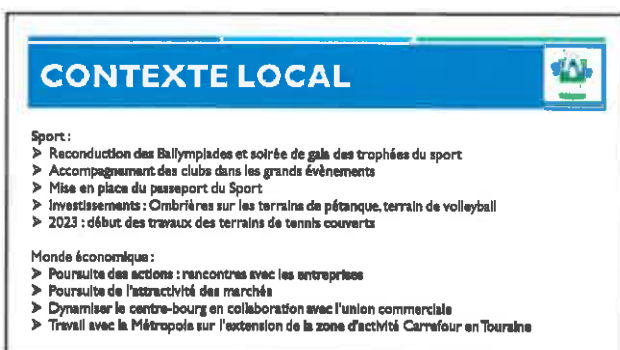 CONTEXTE LOCAL
Sport :
➤ Reconduction des Ballympiades et soirée de gala des trophées du sport
➤ Accompagnement des clubs dans les grands évènements
➤ Mise en place du passeport du Sport
➤ Investissements : Ombrières sur les terrains de pétanque, terrain de volleyball
➤ 2023 : début des travaux des terrains de tennis couverts
Monde économique :
➤ Poursuite des actions : rencontres avec les entreprises
➤ Poursuite de l'attractivité des marchés
➤ Dynamiser le centre-bourg en collaboration avec l'union commerciale
➤ Travail avec la Métropole sur l'extension de la zone d'activité Carrefour en Touraine